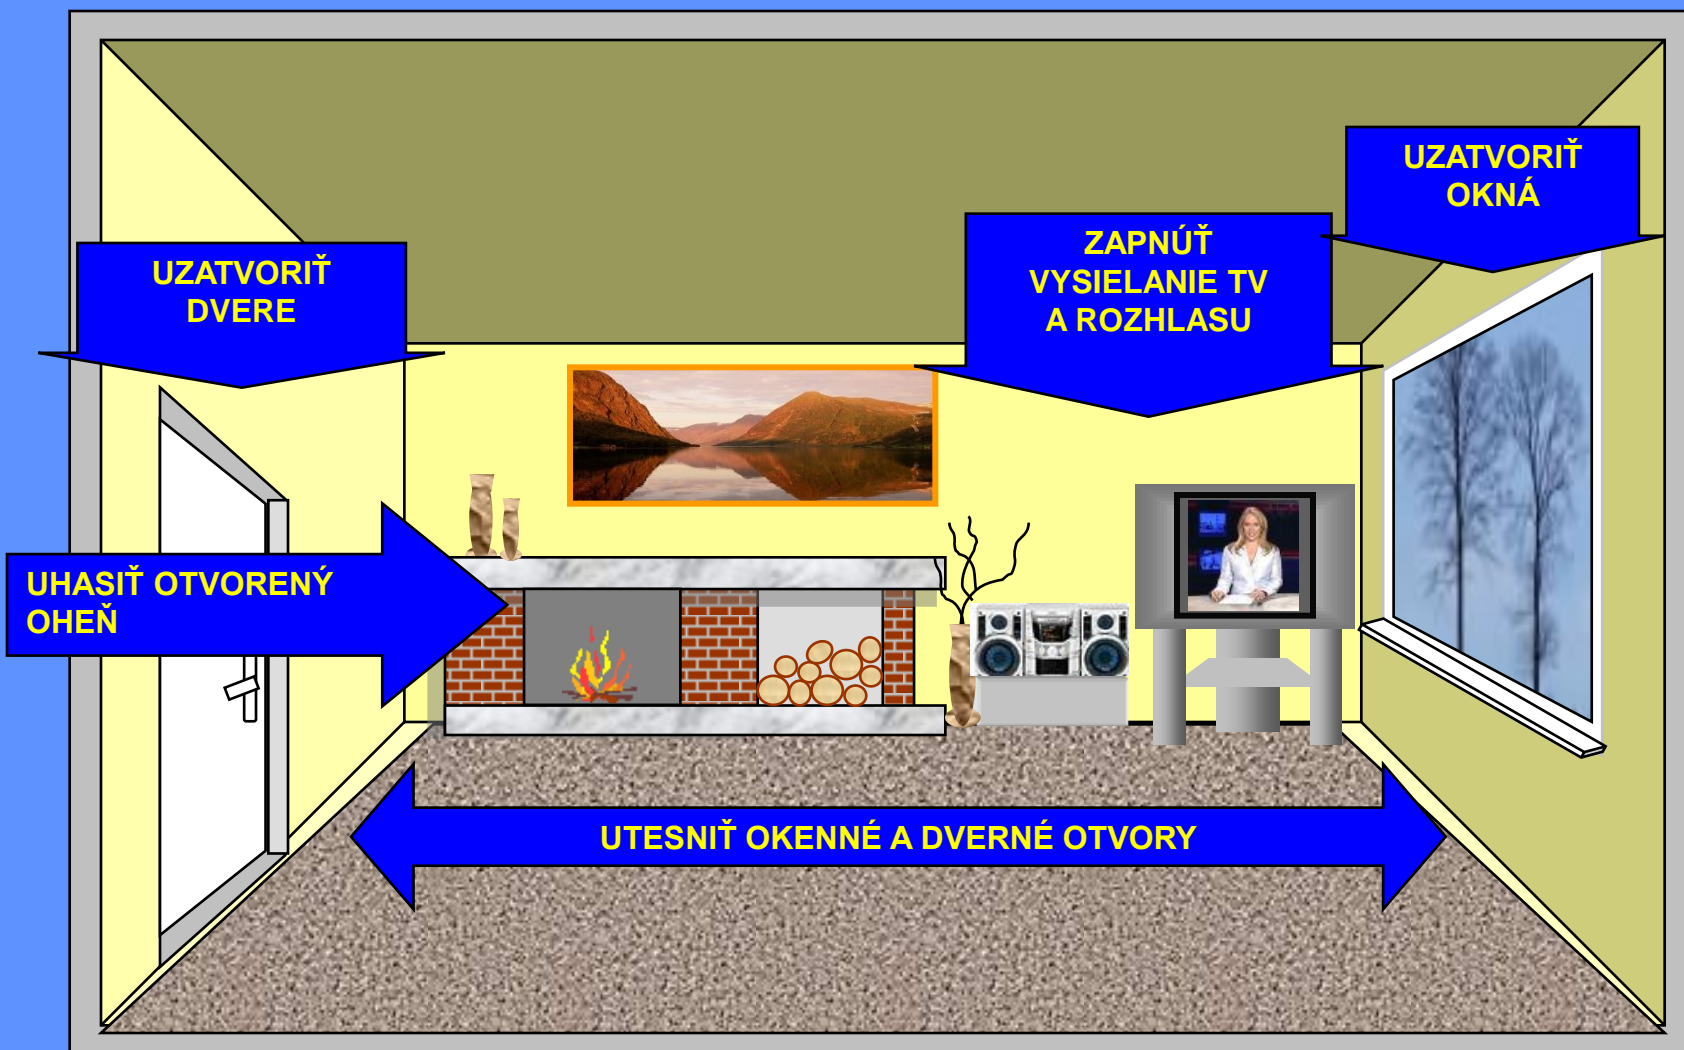 UZATVORIŤ
OKNÁ
ZAPNÚŤ
VYSIELANIE TV
A ROZHLASU
UZATVORIŤ
DVERE
UHASIŤ OTVORENÝ
OHEŇ
UTESNIŤ OKENNÉ A DVERNÉ OTVORY